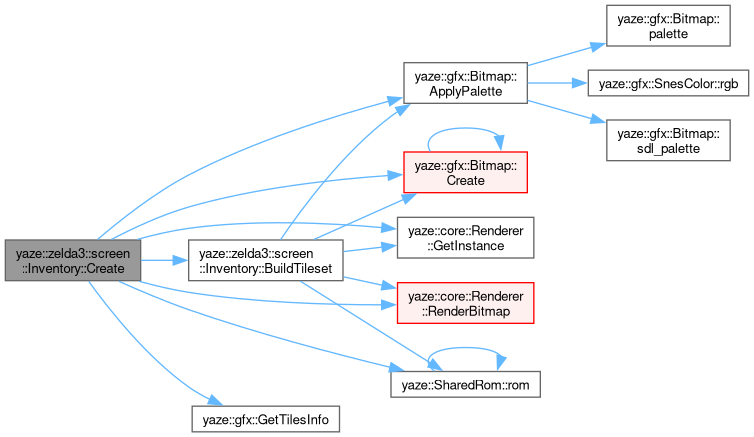 yaze::zelda3::screen
::Inventory::Create
yaze::zelda3::screen
::Inventory::BuildTileset
yaze::gfx::GetTilesInfo
yaze::gfx::Bitmap::
ApplyPalette
yaze::gfx::Bitmap::
Create
yaze::core::Renderer
::GetInstance
yaze::core::Renderer
::RenderBitmap
yaze::SharedRom::rom
yaze::gfx::Bitmap::
palette
yaze::gfx::SnesColor::rgb
yaze::gfx::Bitmap::
sdl_palette